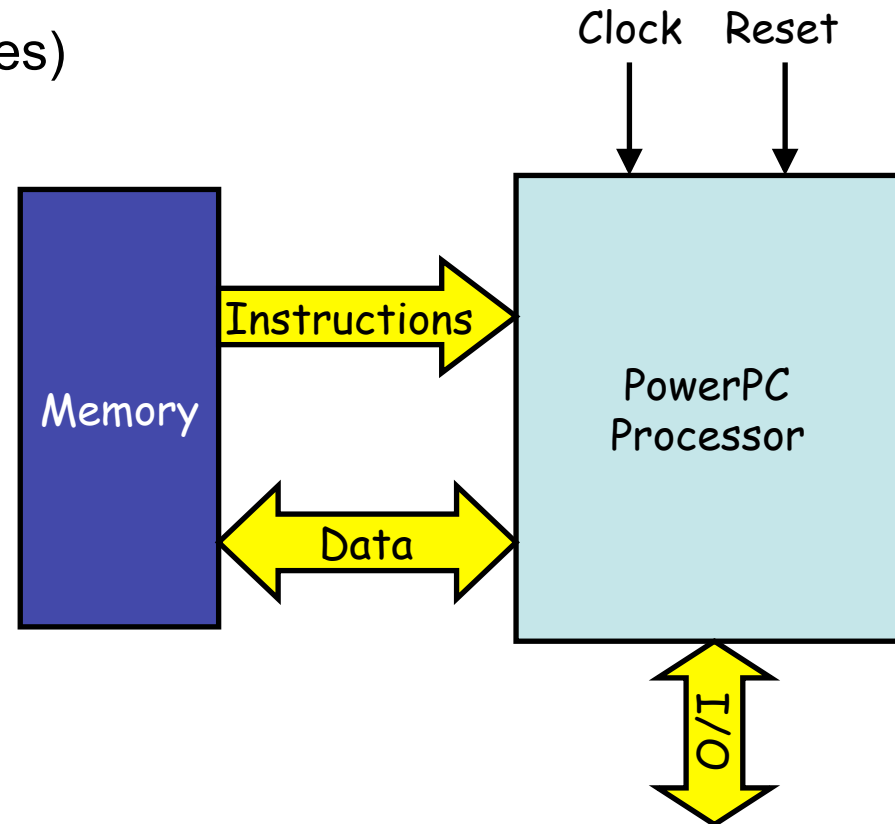 es)
Clock Reset
Instructions
Memory
PowerPC
Processor
Data
I/O